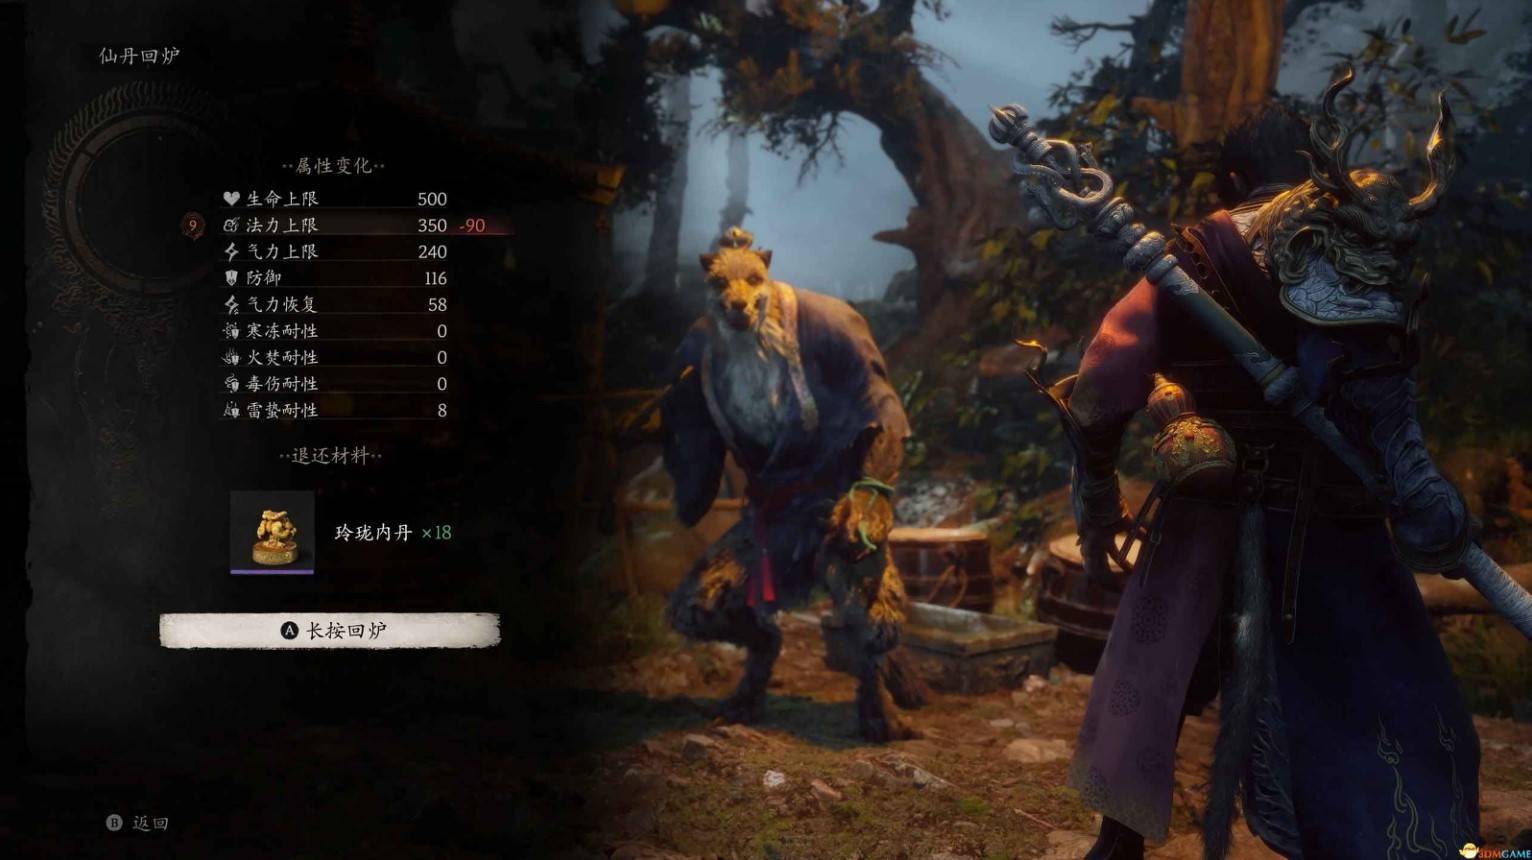 仙丹回炉
属性变化
生命上限 500
9 法力上限 350 -90
气力上限 240
防御 116
气力恢复 58
寒冻耐性 0
火焚耐性 0
毒伤耐性 0
雷蛰耐性 8
退还材料
玲珑内丹 ×18
A 长按回炉
B 返回
3DMGAME